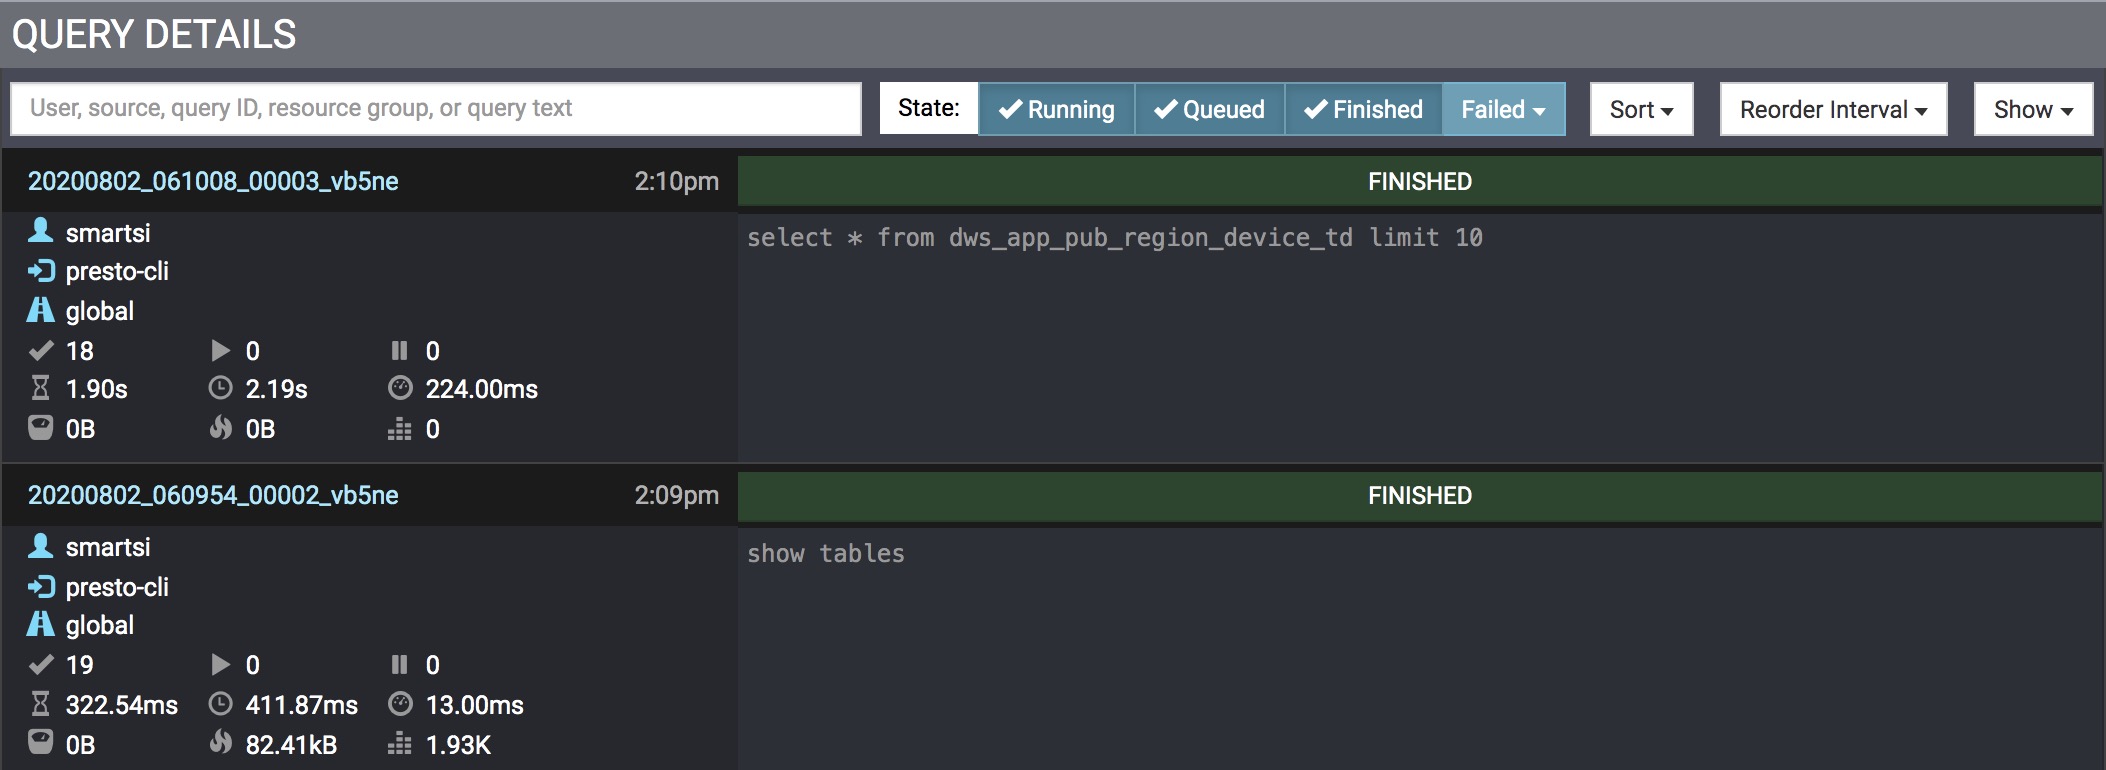 QUERY DETAILS
User, source, query ID, resource group, or query text State: Running Queued Finished Failed Sort Reorder Interval Show
20200802_061008_00003_vb5ne 2:10pm FINISHED
smartsi select * from dws_app_pub_region_device_td limit 10
presto-cli
global
18 0 0
1.90s 2.19s 224.00ms
0B 0B 0
20200802_060954_00002_vb5ne 2:09pm FINISHED
smartsi show tables
presto-cli
global
19 0 0
322.54ms 411.87ms 13.00ms
0B 82.41kB 1.93K